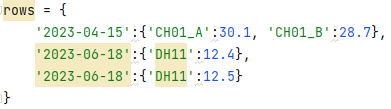 rows = {
'2023-04-15':{'CH01_A':30.1, 'CH01_B':28.7},
'2023-06-18':{'DH11':12.4},
'2023-06-18':{'DH11':12.5}
}